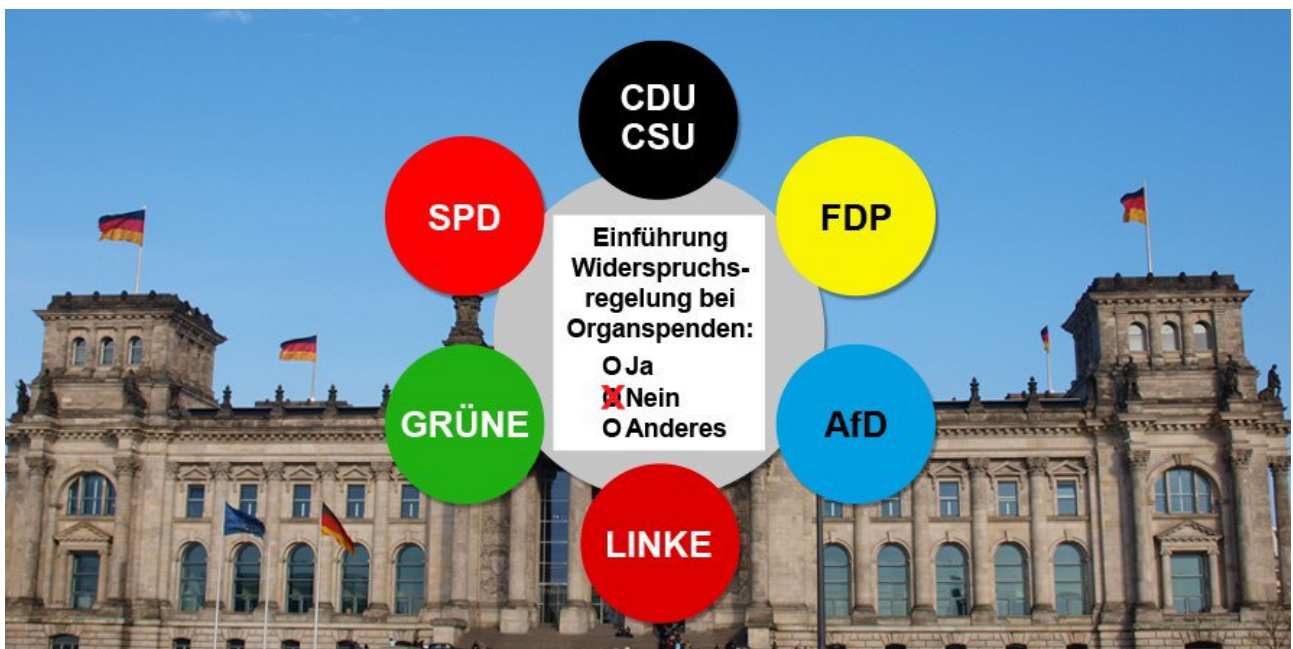 CDU
CSU
SPD
FDP
Einführung
Widerspruchs-
regelung bei
Organspenden:
O Ja
O Nein
O Anderes
GRÜNE
AfD
LINKE